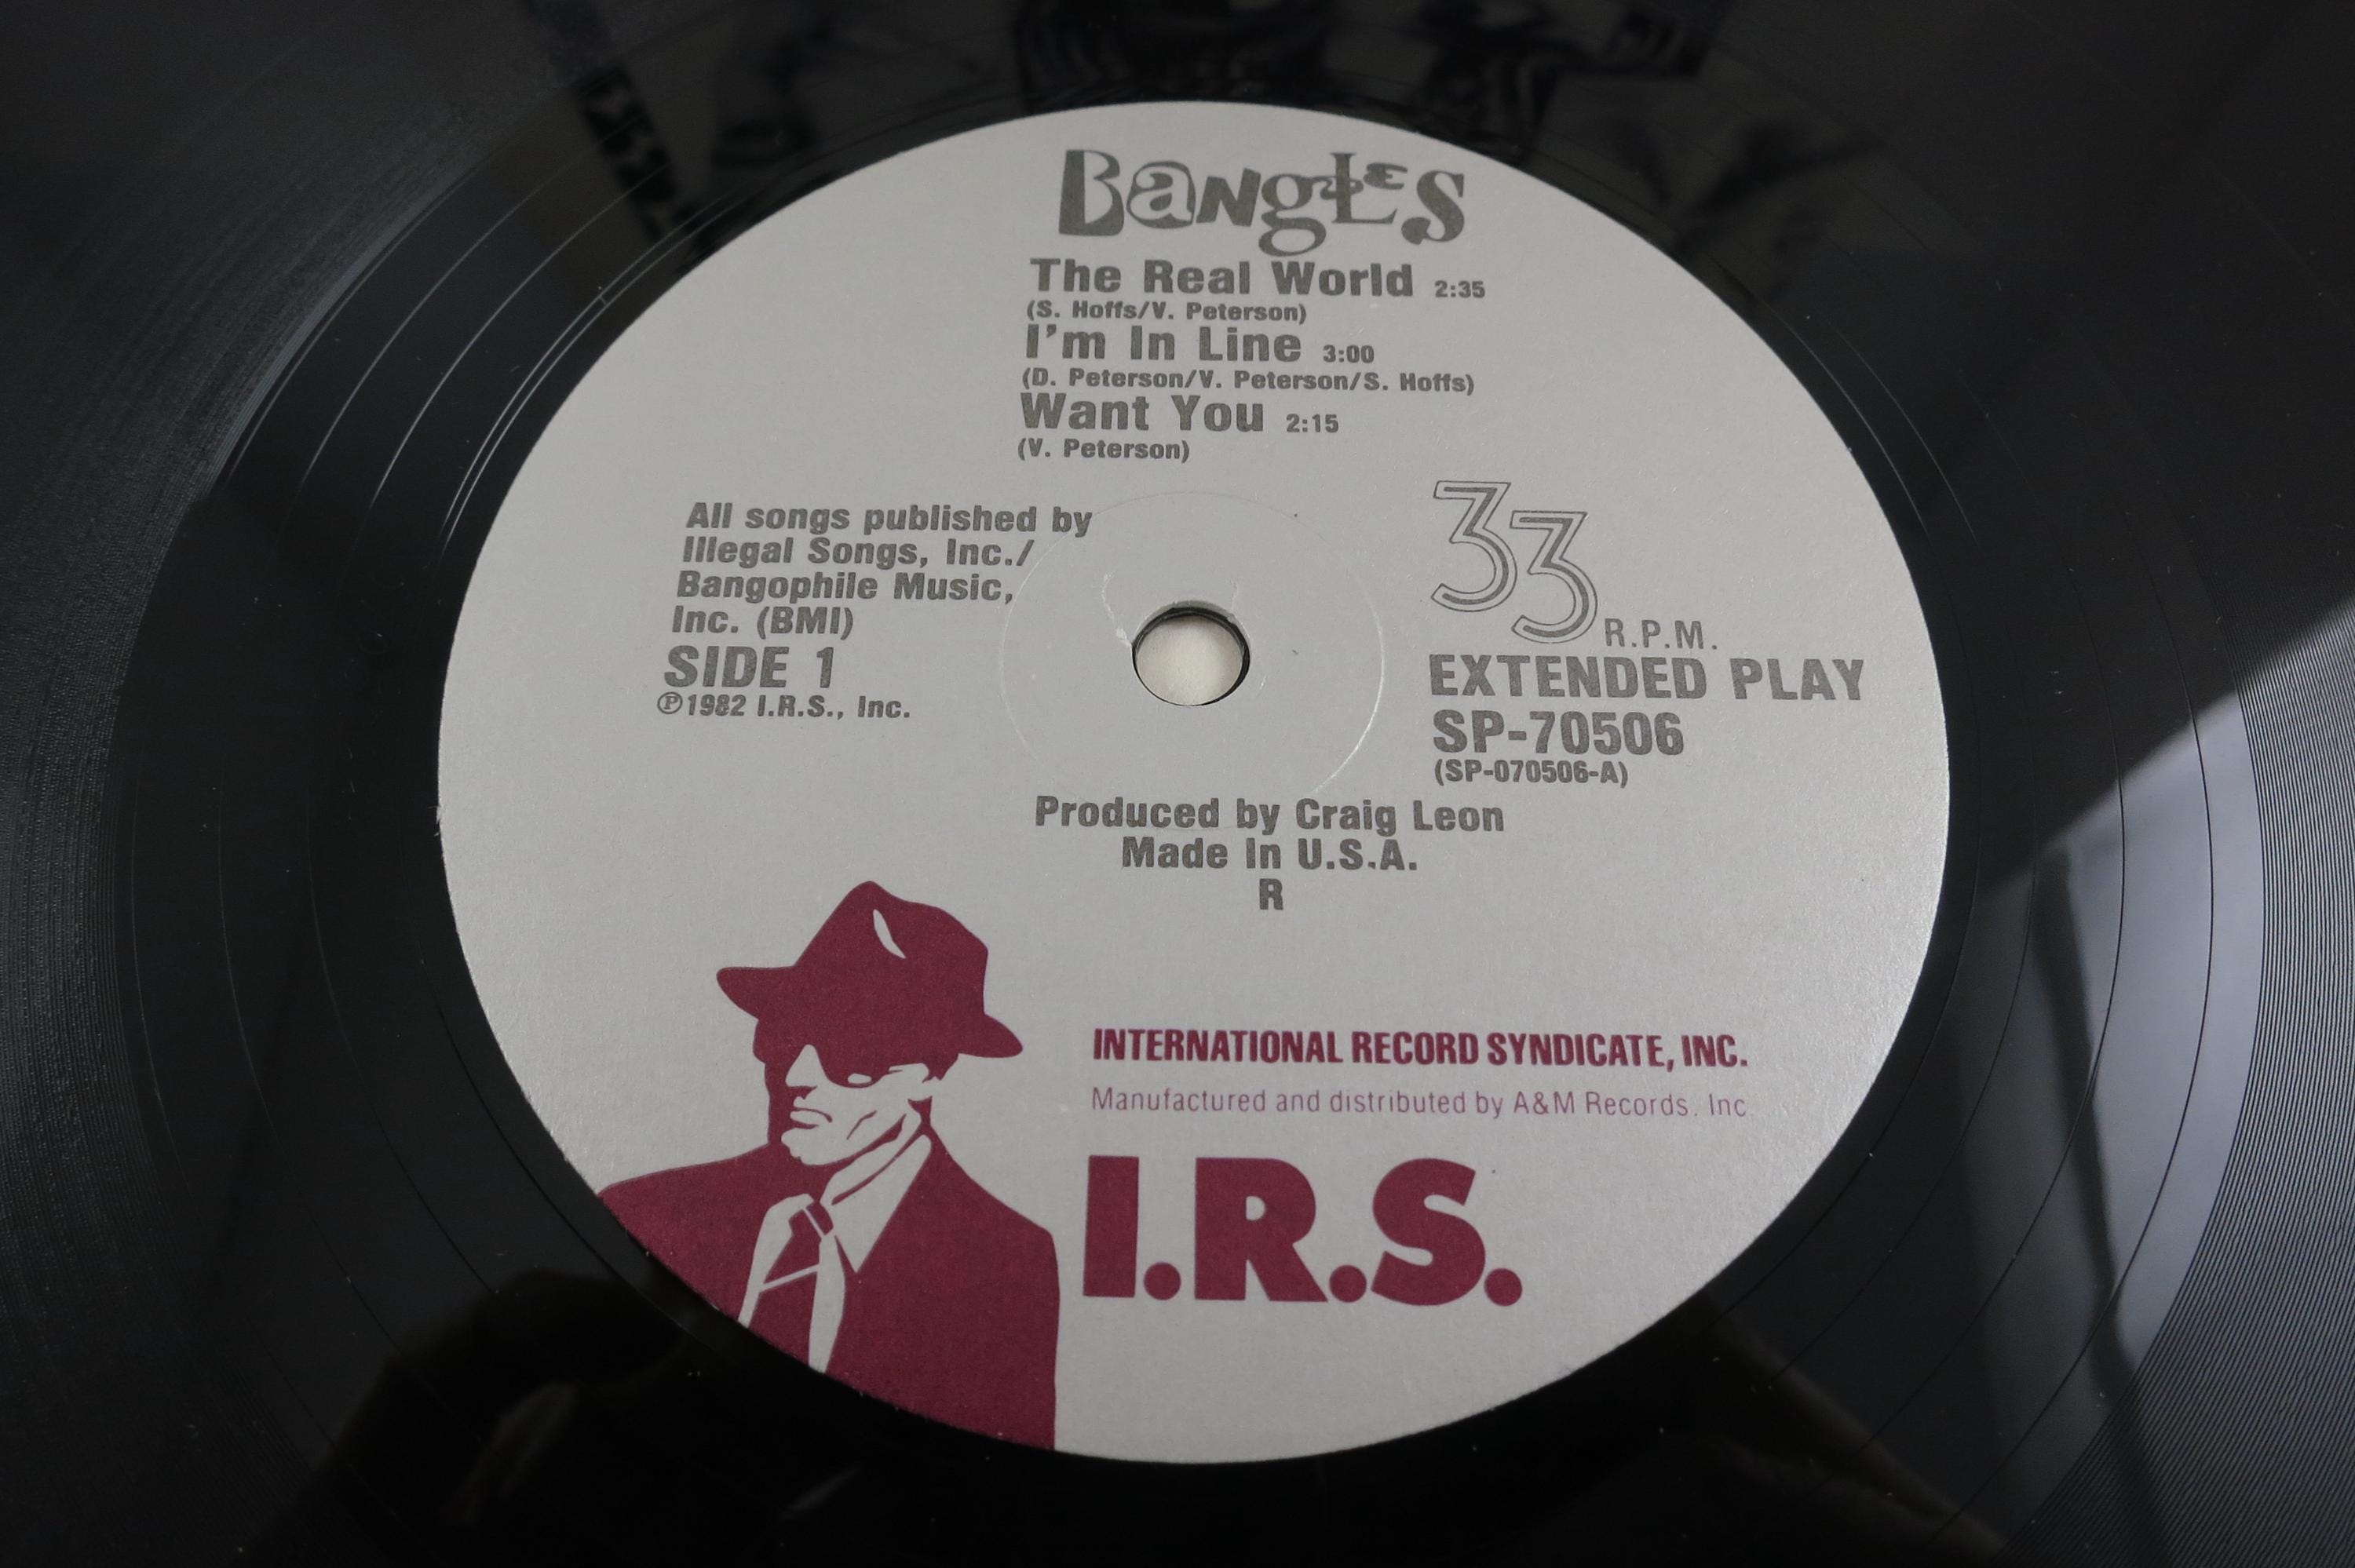 BANgLES
The Real World 2:35
(S. Hoffs/V. Peterson)
I'm In Line 3:00
(D. Peterson/V. Peterson/S. Hoffs)
Want You 2:15
(V. Peterson)
All songs published by
Illegal Songs, Inc./
Bangophile Music,
Inc. (BMI)
SIDE 1
℗1982 I.R.S., Inc.
33 R.P.M.
EXTENDED PLAY
SP-70506
(SP-070506-A)
Produced by Craig Leon
Made In U.S.A.
R
INTERNATIONAL RECORD SYNDICATE, INC.
Manufactured and distributed by A&M Records, Inc.
I.R.S.